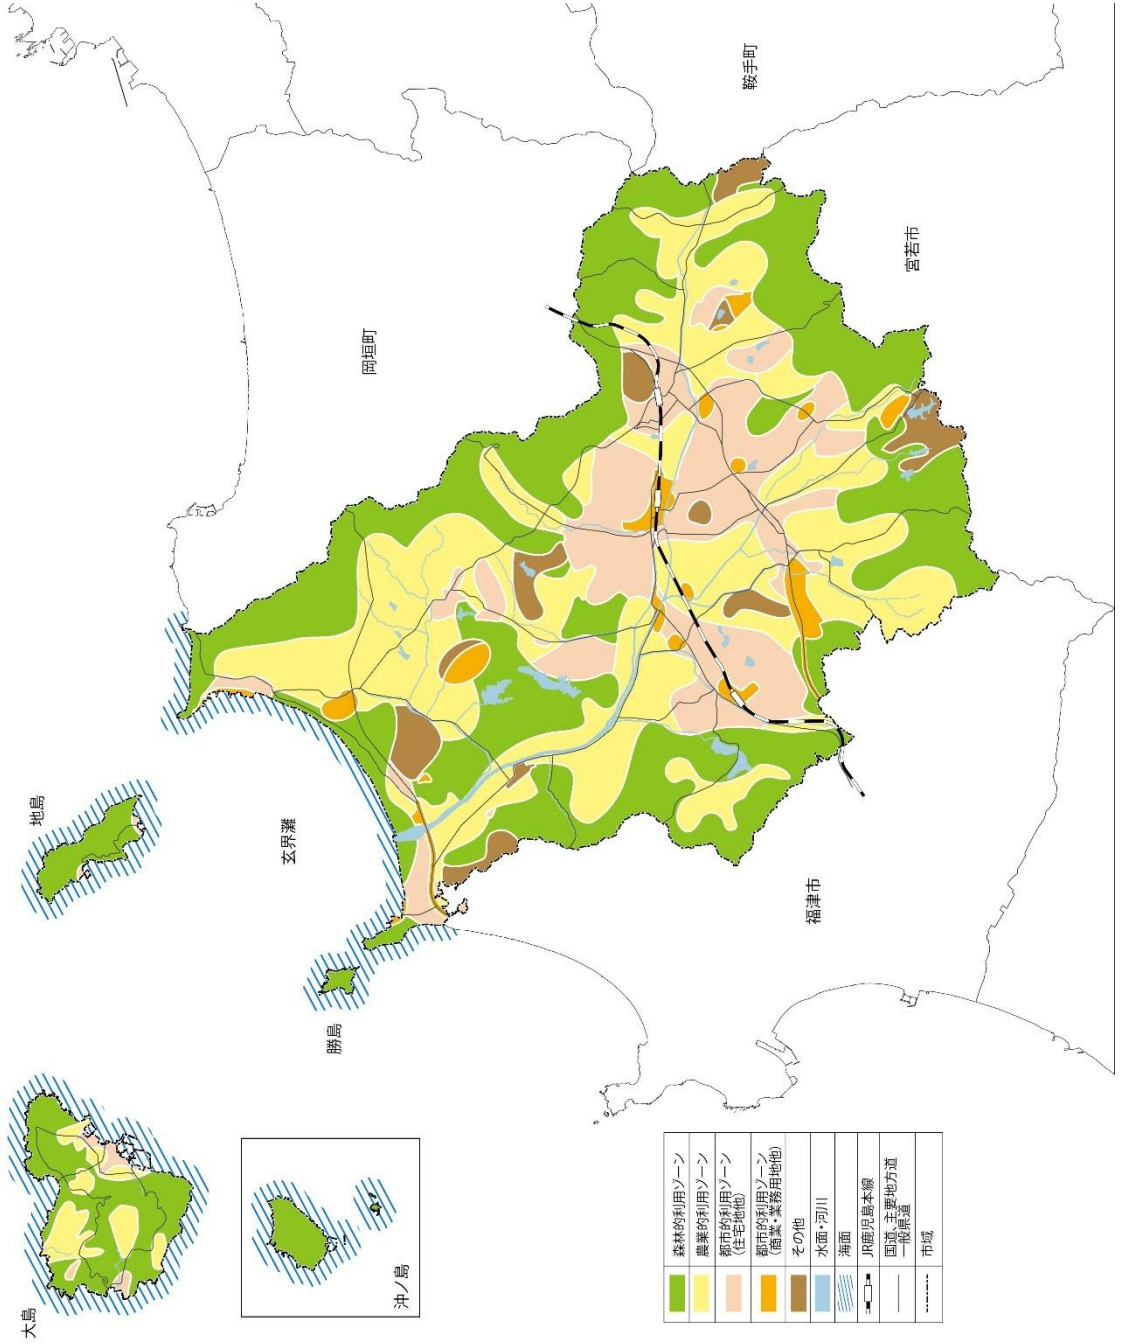 大島
沖ノ島
地島
勝島
玄界灘
岡垣町
鞍手町
宮若市
福津市
森林的利用ゾーン
農業的利用ゾーン
都市的利用ゾーン
(住宅地他)
都市的利用ゾーン
(商業・業務用地他)
その他
水面・河川
海面
JR鹿児島本線
国道、主要地方道
一般県道
市域